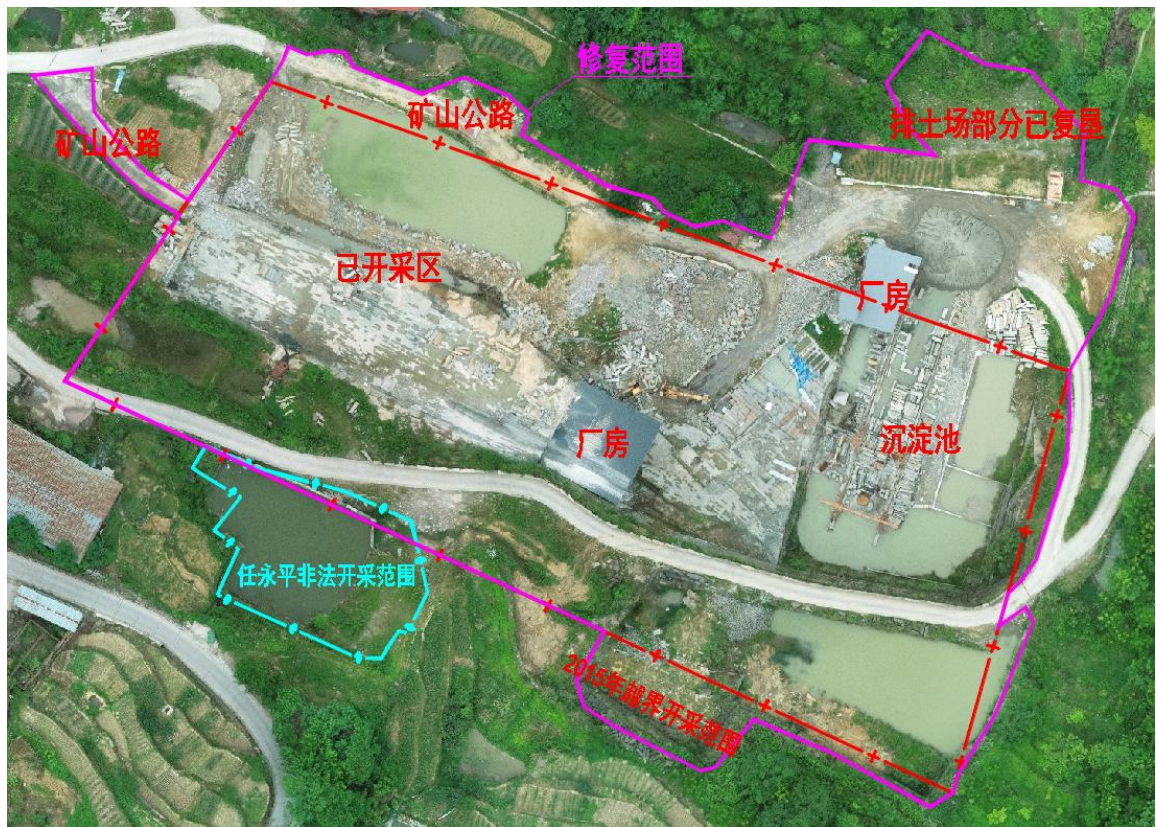 修复范围
矿山公路
排土场部分已复垦
矿山公路
已开采区
厂房
厂房
沉淀池
任永平非法开采范围
2015年越界开采范围